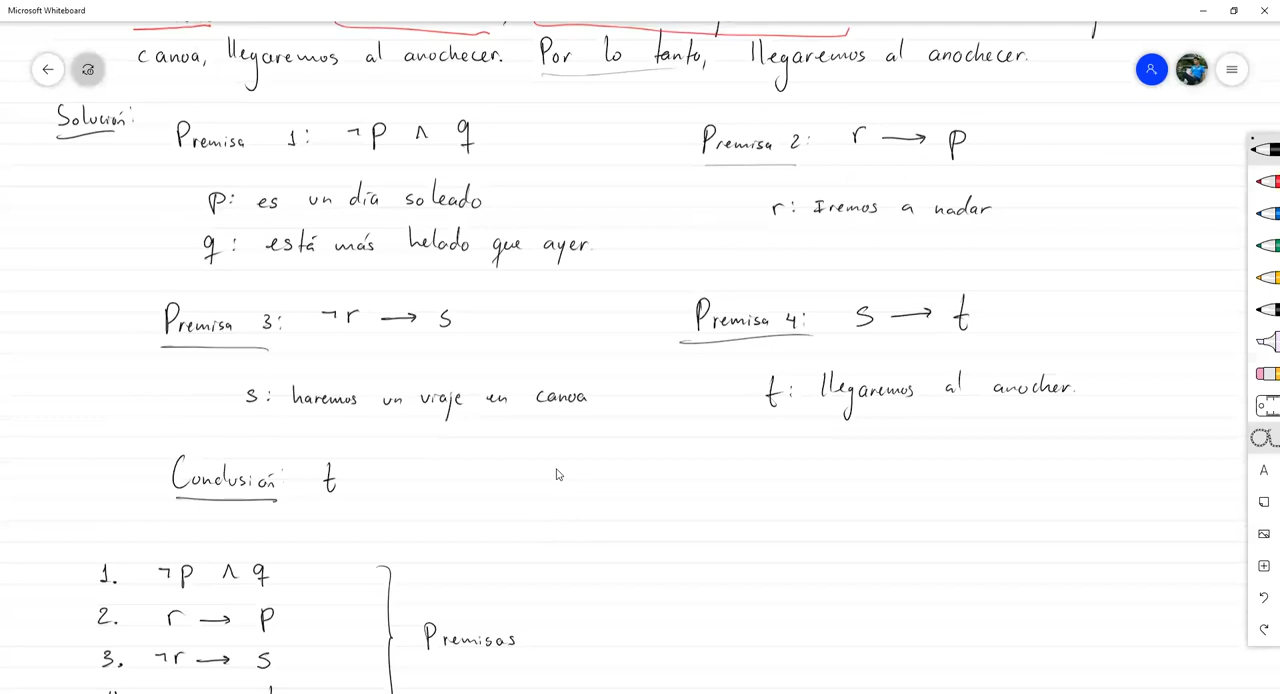 Microsoft Whiteboard
canoa, llegaremos al anochecer. Por lo tanto, llegaremos al anochecer.
Solución:
Premisa 1: ¬p ∧ q
Premisa 2: r → p
p: es un día soleado
r: Iremos a nadar
q: está más helado que ayer.
Premisa 3: ¬r → s
Premisa 4: s → t
s: haremos un viaje en canoa
t: llegaremos al anocher.
Conclusión: t
1. ¬p ∧ q
2. r → p
Premisas
3. ¬r → s
A